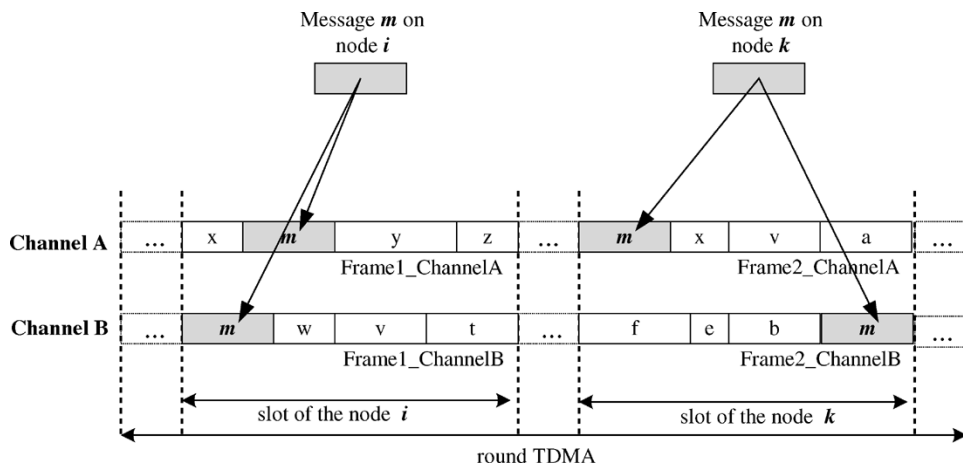 Message m on
node i
Message m on
node k
Channel A
... x m y z ... m x v a ...
Frame1_ChannelA
Frame2_ChannelA
Channel B
... m w v t ... f e b m ...
Frame1_ChannelB
Frame2_ChannelB
slot of the node i
slot of the node k
round TDMA